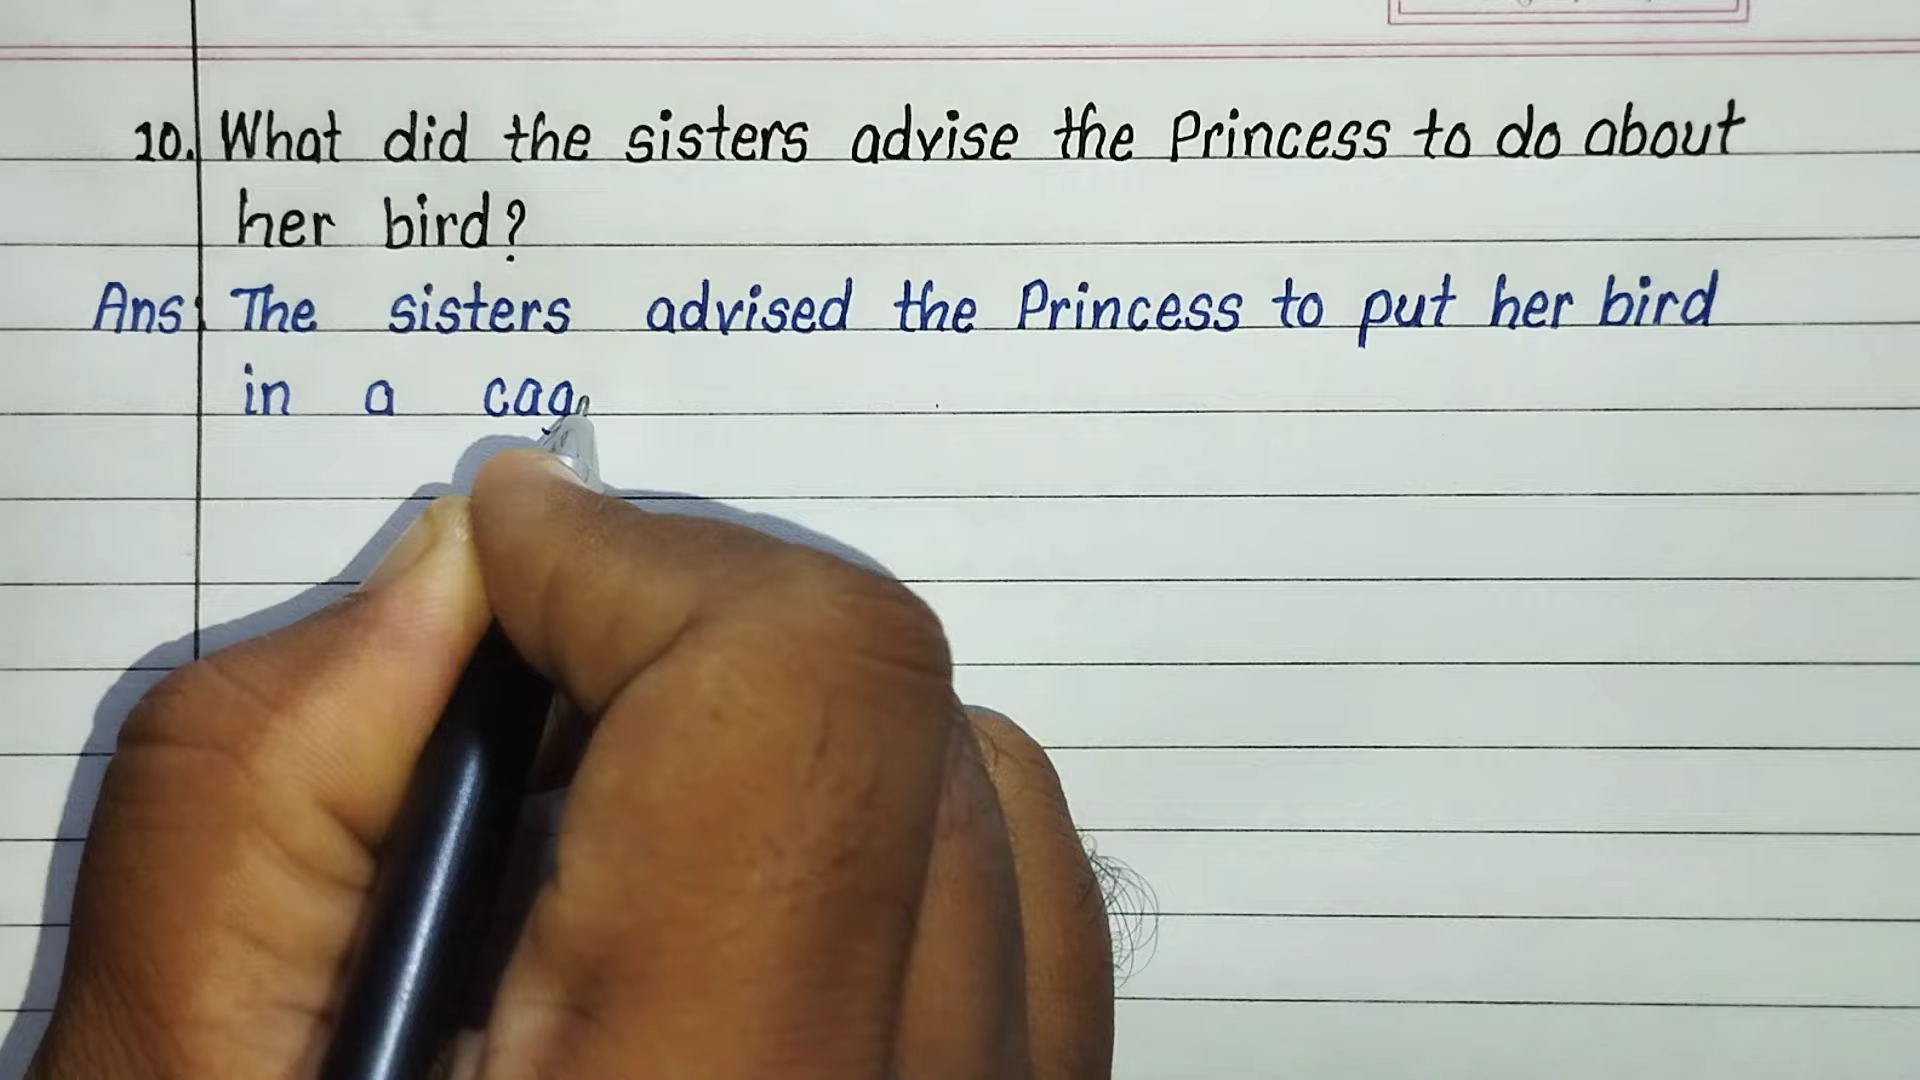 10. What did the sisters advise the Princess to do about
her bird?
Ans: The sisters advised the Princess to put her bird
in a